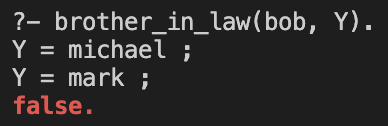 ?- brother_in_law(bob, Y).
Y = michael ;
Y = mark ;
false.